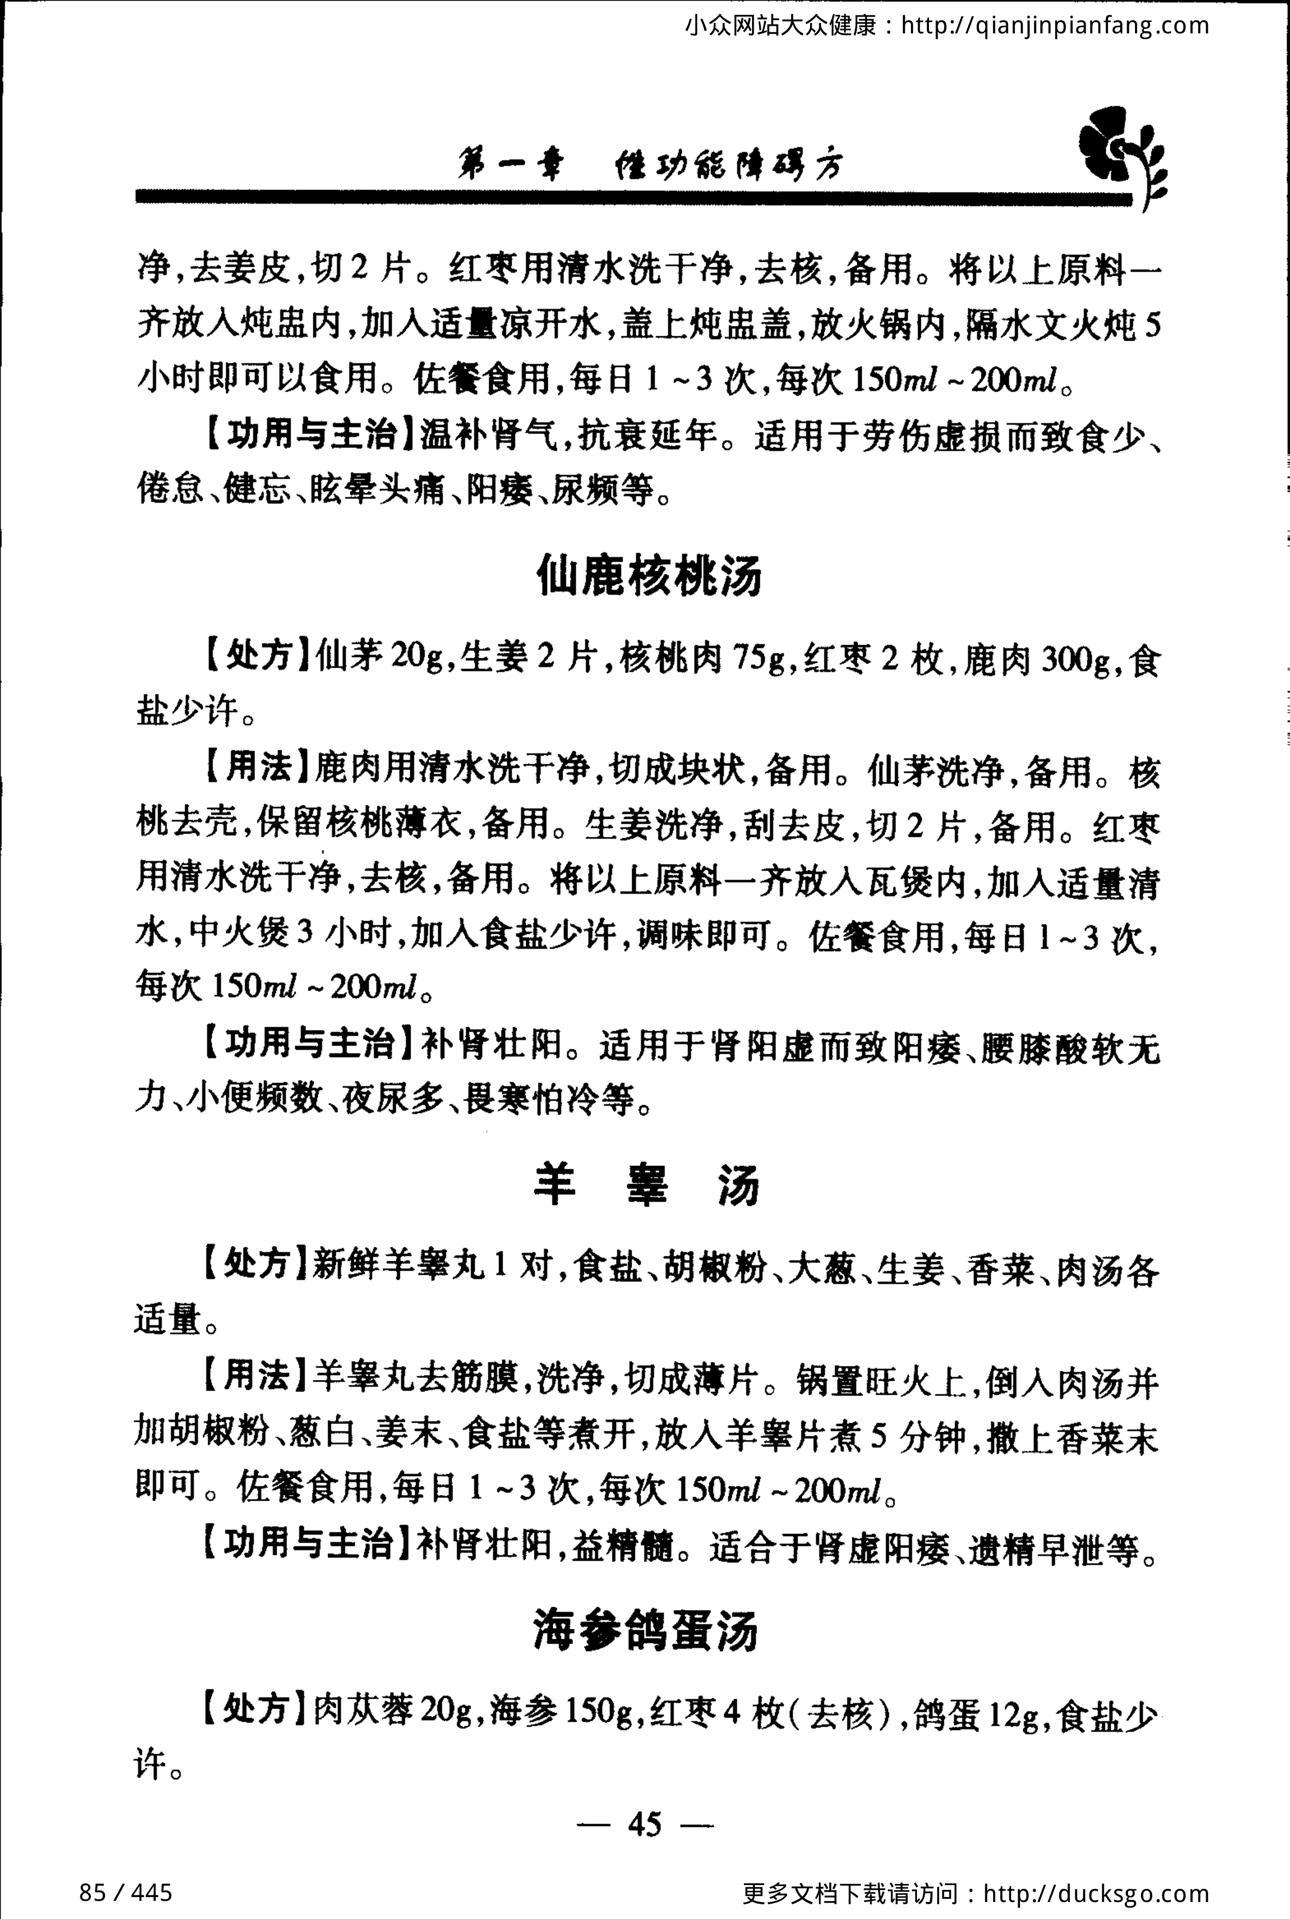 小众网站大众健康：http://qianjinpianfang.com
第一章 性功能障碍方
净,去姜皮,切2 片。红枣用清水洗干净,去核,备用。将以上原料一
齐放入炖盅内,加入适量凉开水,盖上炖盅盖,放火锅内,隔水文火炖5
小时即可以食用。佐餐食用,每日1~3 次,每次150ml~200ml。
【功用与主治】温补肾气,抗衰延年。适用于劳伤虚损而致食少、
倦怠、健忘、眩晕头痛、阳痿、尿频等。
仙鹿核桃汤
【处方】仙茅20g,生姜2 片,核桃肉75g,红枣2 枚,鹿肉300g,食
盐少许。
【用法】鹿肉用清水洗干净,切成块状,备用。仙茅洗净,备用。核
桃去壳,保留核桃薄衣,备用。生姜洗净,刮去皮,切2 片,备用。红枣
用清水洗干净,去核,备用。将以上原料一齐放入瓦煲内,加入适量清
水,中火煲3 小时,加入食盐少许,调味即可。佐餐食用,每日1~3 次,
每次150ml~200ml。
【功用与主治】补肾壮阳。适用于肾阳虚而致阳痿、腰膝酸软无
力、小便频数、夜尿多、畏寒怕冷等。
羊 睾 汤
【处方】新鲜羊睾丸1 对,食盐、胡椒粉、大葱、生姜、香菜、肉汤各
适量。
【用法】羊睾丸去筋膜,洗净,切成薄片。锅置旺火上,倒入肉汤并
加胡椒粉、葱白、姜末、食盐等煮开,放入羊睾片煮5 分钟,撒上香菜末
即可。佐餐食用,每日1~3 次,每次150ml~200ml。
【功用与主治】补肾壮阳,益精髓。适合于肾虚阳痿、遗精早泄等。
海参鸽蛋汤
【处方】肉苁蓉20g,海参150g,红枣4 枚(去核),鸽蛋12g,食盐少
许。
— 45 —
85 / 445
更多文档下载请访问：http://ducksgo.com